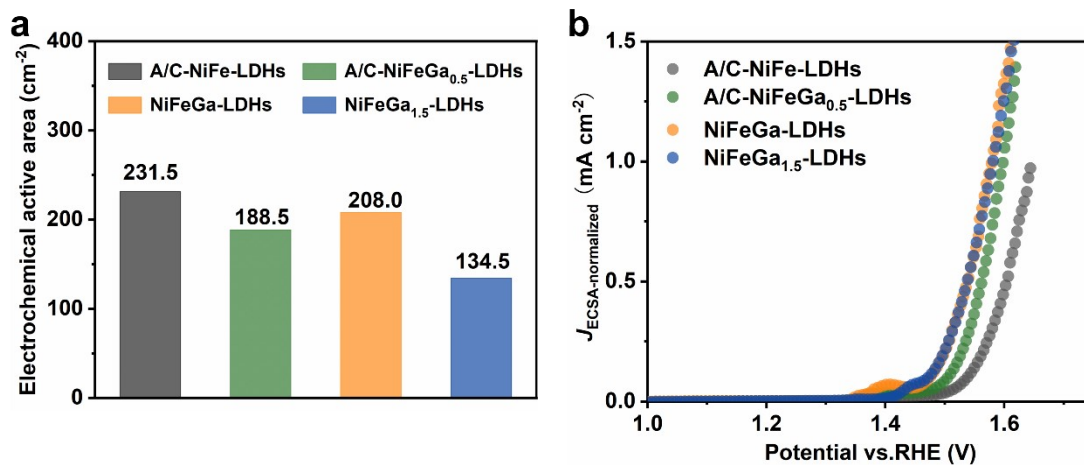 a
Electrochemical active area (cm-2)
400
300
200
100
0
A/C-NiFe-LDHs
A/C-NiFeGa0.5-LDHs
NiFeGa-LDHs
NiFeGa1.5-LDHs
231.5
188.5
208.0
134.5
b
JECSA-normalized (mA cm-2)
1.5
1.0
0.5
0.0
A/C-NiFe-LDHs
A/C-NiFeGa0.5-LDHs
NiFeGa-LDHs
NiFeGa1.5-LDHs
1.0 1.2 1.4 1.6
Potential vs.RHE (V)